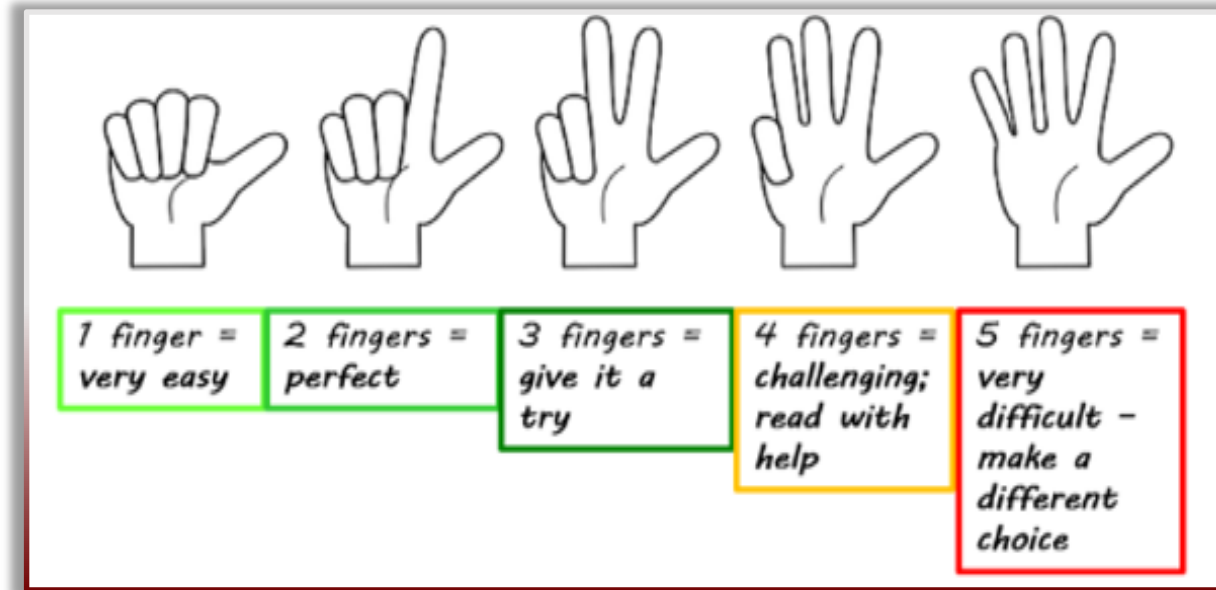 1 finger =
very easy
2 fingers =
perfect
3 fingers =
give it a
try
4 fingers =
challenging;
read with
help
5 fingers =
very
difficult -
make a
different
choice